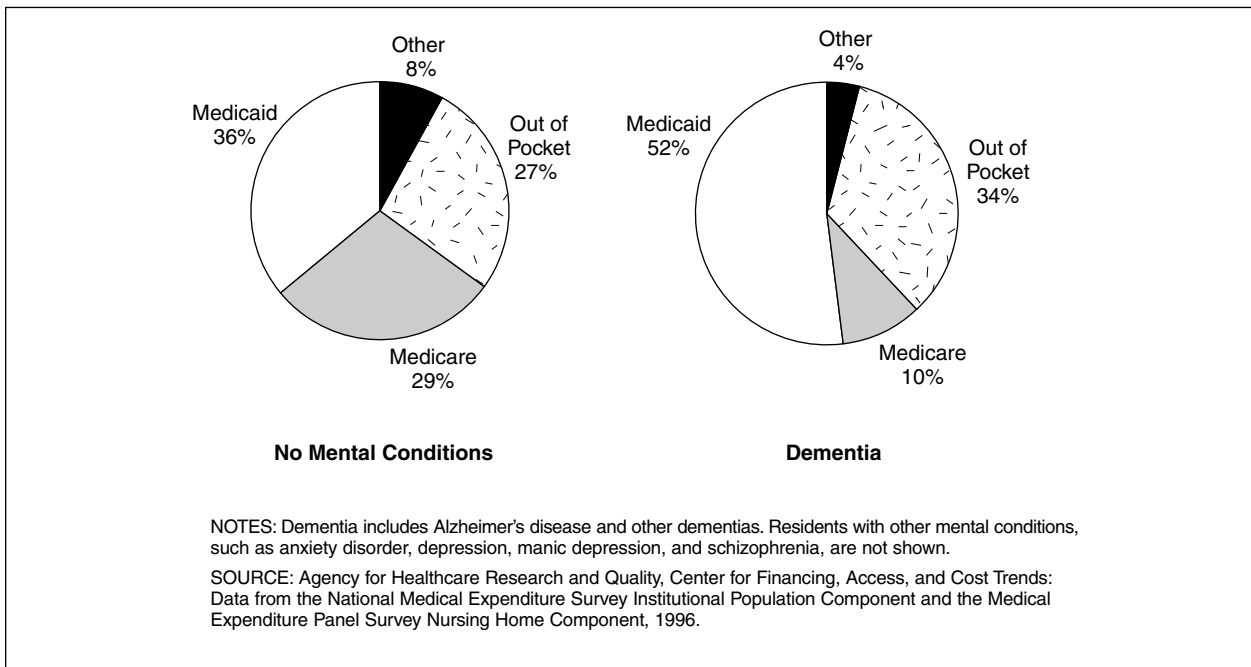 Other
8%
Medicaid
36%
Out of
Pocket
27%
Medicare
29%
No Mental Conditions
Other
4%
Medicaid
52%
Out of
Pocket
34%
Medicare
10%
Dementia
NOTES: Dementia includes Alzheimer’s disease and other dementias. Residents with other mental conditions,
such as anxiety disorder, depression, manic depression, and schizophrenia, are not shown.
SOURCE: Agency for Healthcare Research and Quality, Center for Financing, Access, and Cost Trends:
Data from the National Medical Expenditure Survey Institutional Population Component and the Medical
Expenditure Panel Survey Nursing Home Component, 1996.